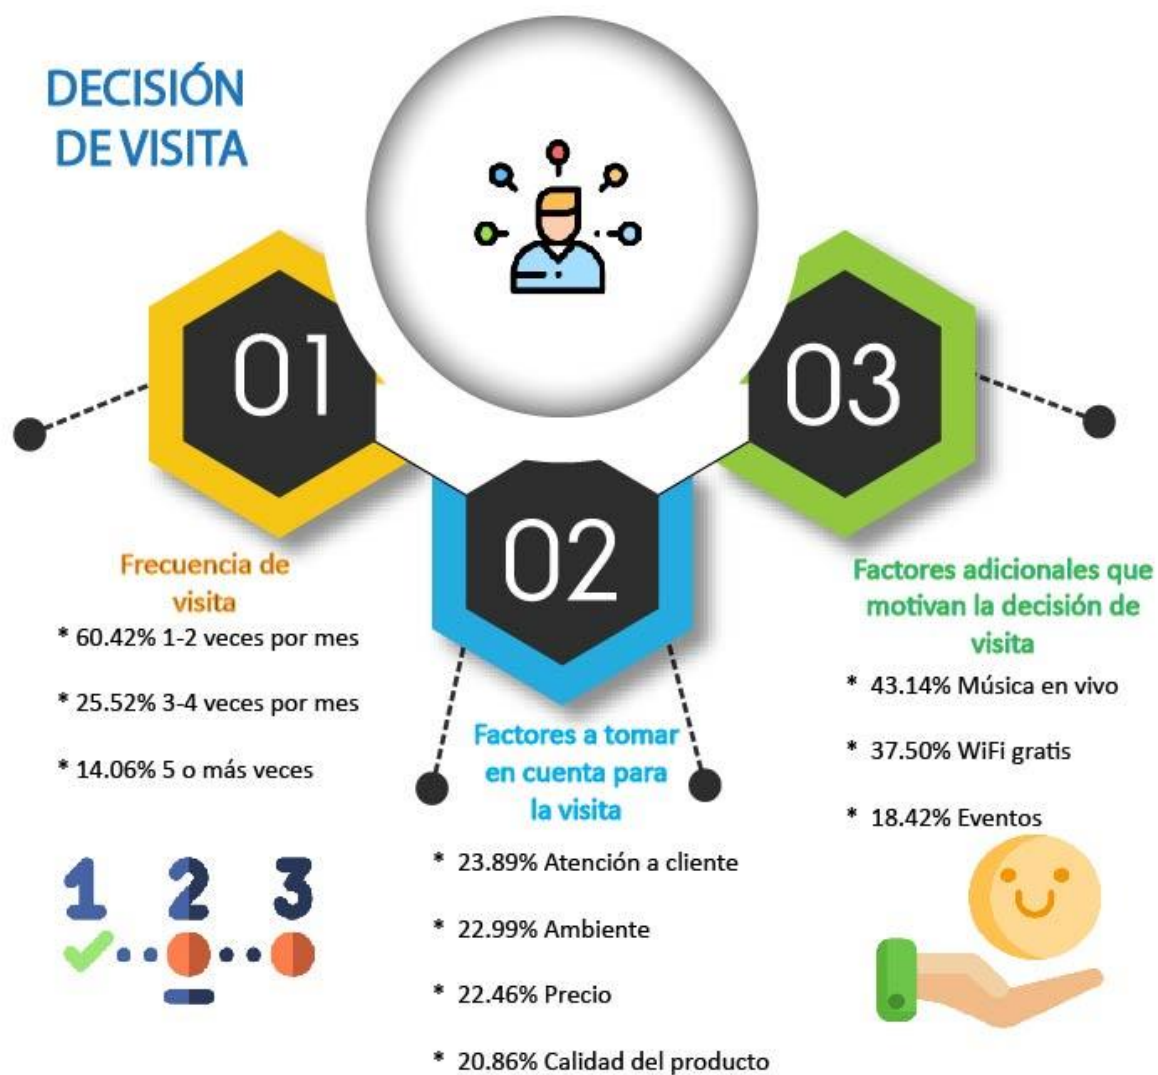 DECISIÓN
DE VISITA
01
02
03
Frecuencia de
visita
* 60.42% 1-2 veces por mes
* 25.52% 3-4 veces por mes
* 14.06% 5 o más veces
1 2 3
Factores a tomar
en cuenta para
la visita
* 23.89% Atención a cliente
* 22.99% Ambiente
* 22.46% Precio
* 20.86% Calidad del producto
Factores adicionales que
motivan la decisión de
visita
* 43.14% Música en vivo
* 37.50% WiFi gratis
* 18.42% Eventos